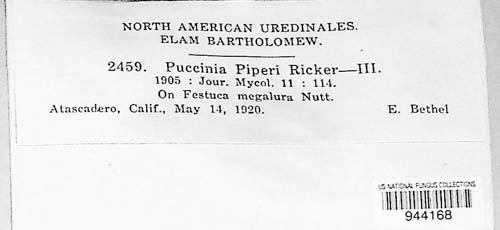 NORTH AMERICAN UREDINALES.
ELAM BARTHOLOMEW.
2459. Puccinia Piperi Ricker—III.
1905 : Jour. Mycol. 11 : 114.
On Festuca megalura Nutt.
Atascadero, Calif., May 14, 1920. E. Bethel
US NATIONAL FUNGUS COLLECTIONS
944168